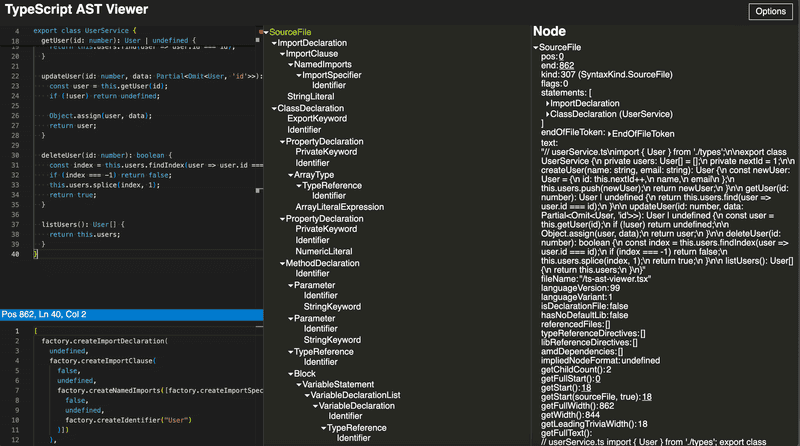 TypeScript AST Viewer
Options
4 export class UserService {
18 getUser(id: number): User | undefined {
19 return this.users.find(user => user.id === id);
20 }
21
22 updateUser(id: number, data: Partial<Omit<User, 'id'>>):
23 const user = this.getUser(id);
24 if (!user) return undefined;
25
26 Object.assign(user, data);
27 return user;
28 }
29
30 deleteUser(id: number): boolean {
31 const index = this.users.findIndex(user => user.id ===
32 if (index === -1) return false;
33 this.users.splice(index, 1);
34 return true;
35 }
36
37 listUsers(): User[] {
38 return this.users;
39 }
40 }
Pos 862, Ln 40, Col 2
1 [
2 factory.createImportDeclaration(
3 undefined,
4 factory.createImportClause(
5 false,
6 undefined,
7 factory.createNamedImports([factory.createImportSpec
8 false,
9 undefined,
10 factory.createIdentifier("User")
11 )])
12 ),
SourceFile
ImportDeclaration
ImportClause
NamedImports
ImportSpecifier
Identifier
StringLiteral
ClassDeclaration
ExportKeyword
Identifier
PropertyDeclaration
PrivateKeyword
Identifier
ArrayType
TypeReference
Identifier
ArrayLiteralExpression
PropertyDeclaration
PrivateKeyword
Identifier
NumericLiteral
MethodDeclaration
Identifier
Parameter
Identifier
StringKeyword
Parameter
Identifier
StringKeyword
TypeReference
Identifier
Block
VariableStatement
VariableDeclarationList
VariableDeclaration
Identifier
TypeReference
Identifier
Node
SourceFile
pos: 0
end: 862
kind: 307 (SyntaxKind.SourceFile)
flags: 0
statements: [
ImportDeclaration
ClassDeclaration (UserService)
]
endOfFileToken: EndOfFileToken
text:
"// userService.ts\nimport { User } from './types';\n\nexport class
UserService {\n private users: User[] = [];\n private nextId = 1;\n\n
createUser(name: string, email: string): User {\n const newUser:
User = {\n id: this.nextId++,\n name,\n email\n };\n
this.users.push(newUser);\n return newUser;\n }\n\n getUser(id:
number): User | undefined {\n return this.users.find(user =>
user.id === id);\n }\n\n updateUser(id: number, data:
Partial<Omit<User, 'id'>>): User | undefined {\n const user =
this.getUser(id);\n if (!user) return undefined;\n\n
Object.assign(user, data);\n return user;\n }\n\n deleteUser(id:
number): boolean {\n const index = this.users.findIndex(user =>
user.id === id);\n if (index === -1) return false;\n
this.users.splice(index, 1);\n return true;\n }\n\n listUsers(): User[]
{\n return this.users;\n }\n}"
fileName: "/ts-ast-viewer.tsx"
languageVersion: 99
languageVariant: 1
isDeclarationFile: false
hasNoDefaultLib: false
referencedFiles: []
typeReferenceDirectives: []
libReferenceDirectives: []
amdDependencies: []
impliedNodeFormat: undefined
getChildCount(): 2
getFullStart(): 0
getStart(): 18
getStart(sourceFile, true): 18
getFullWidth(): 862
getWidth(): 844
getLeadingTriviaWidth(): 18
getFullText():
// userService.ts import { User } from './types'; export class